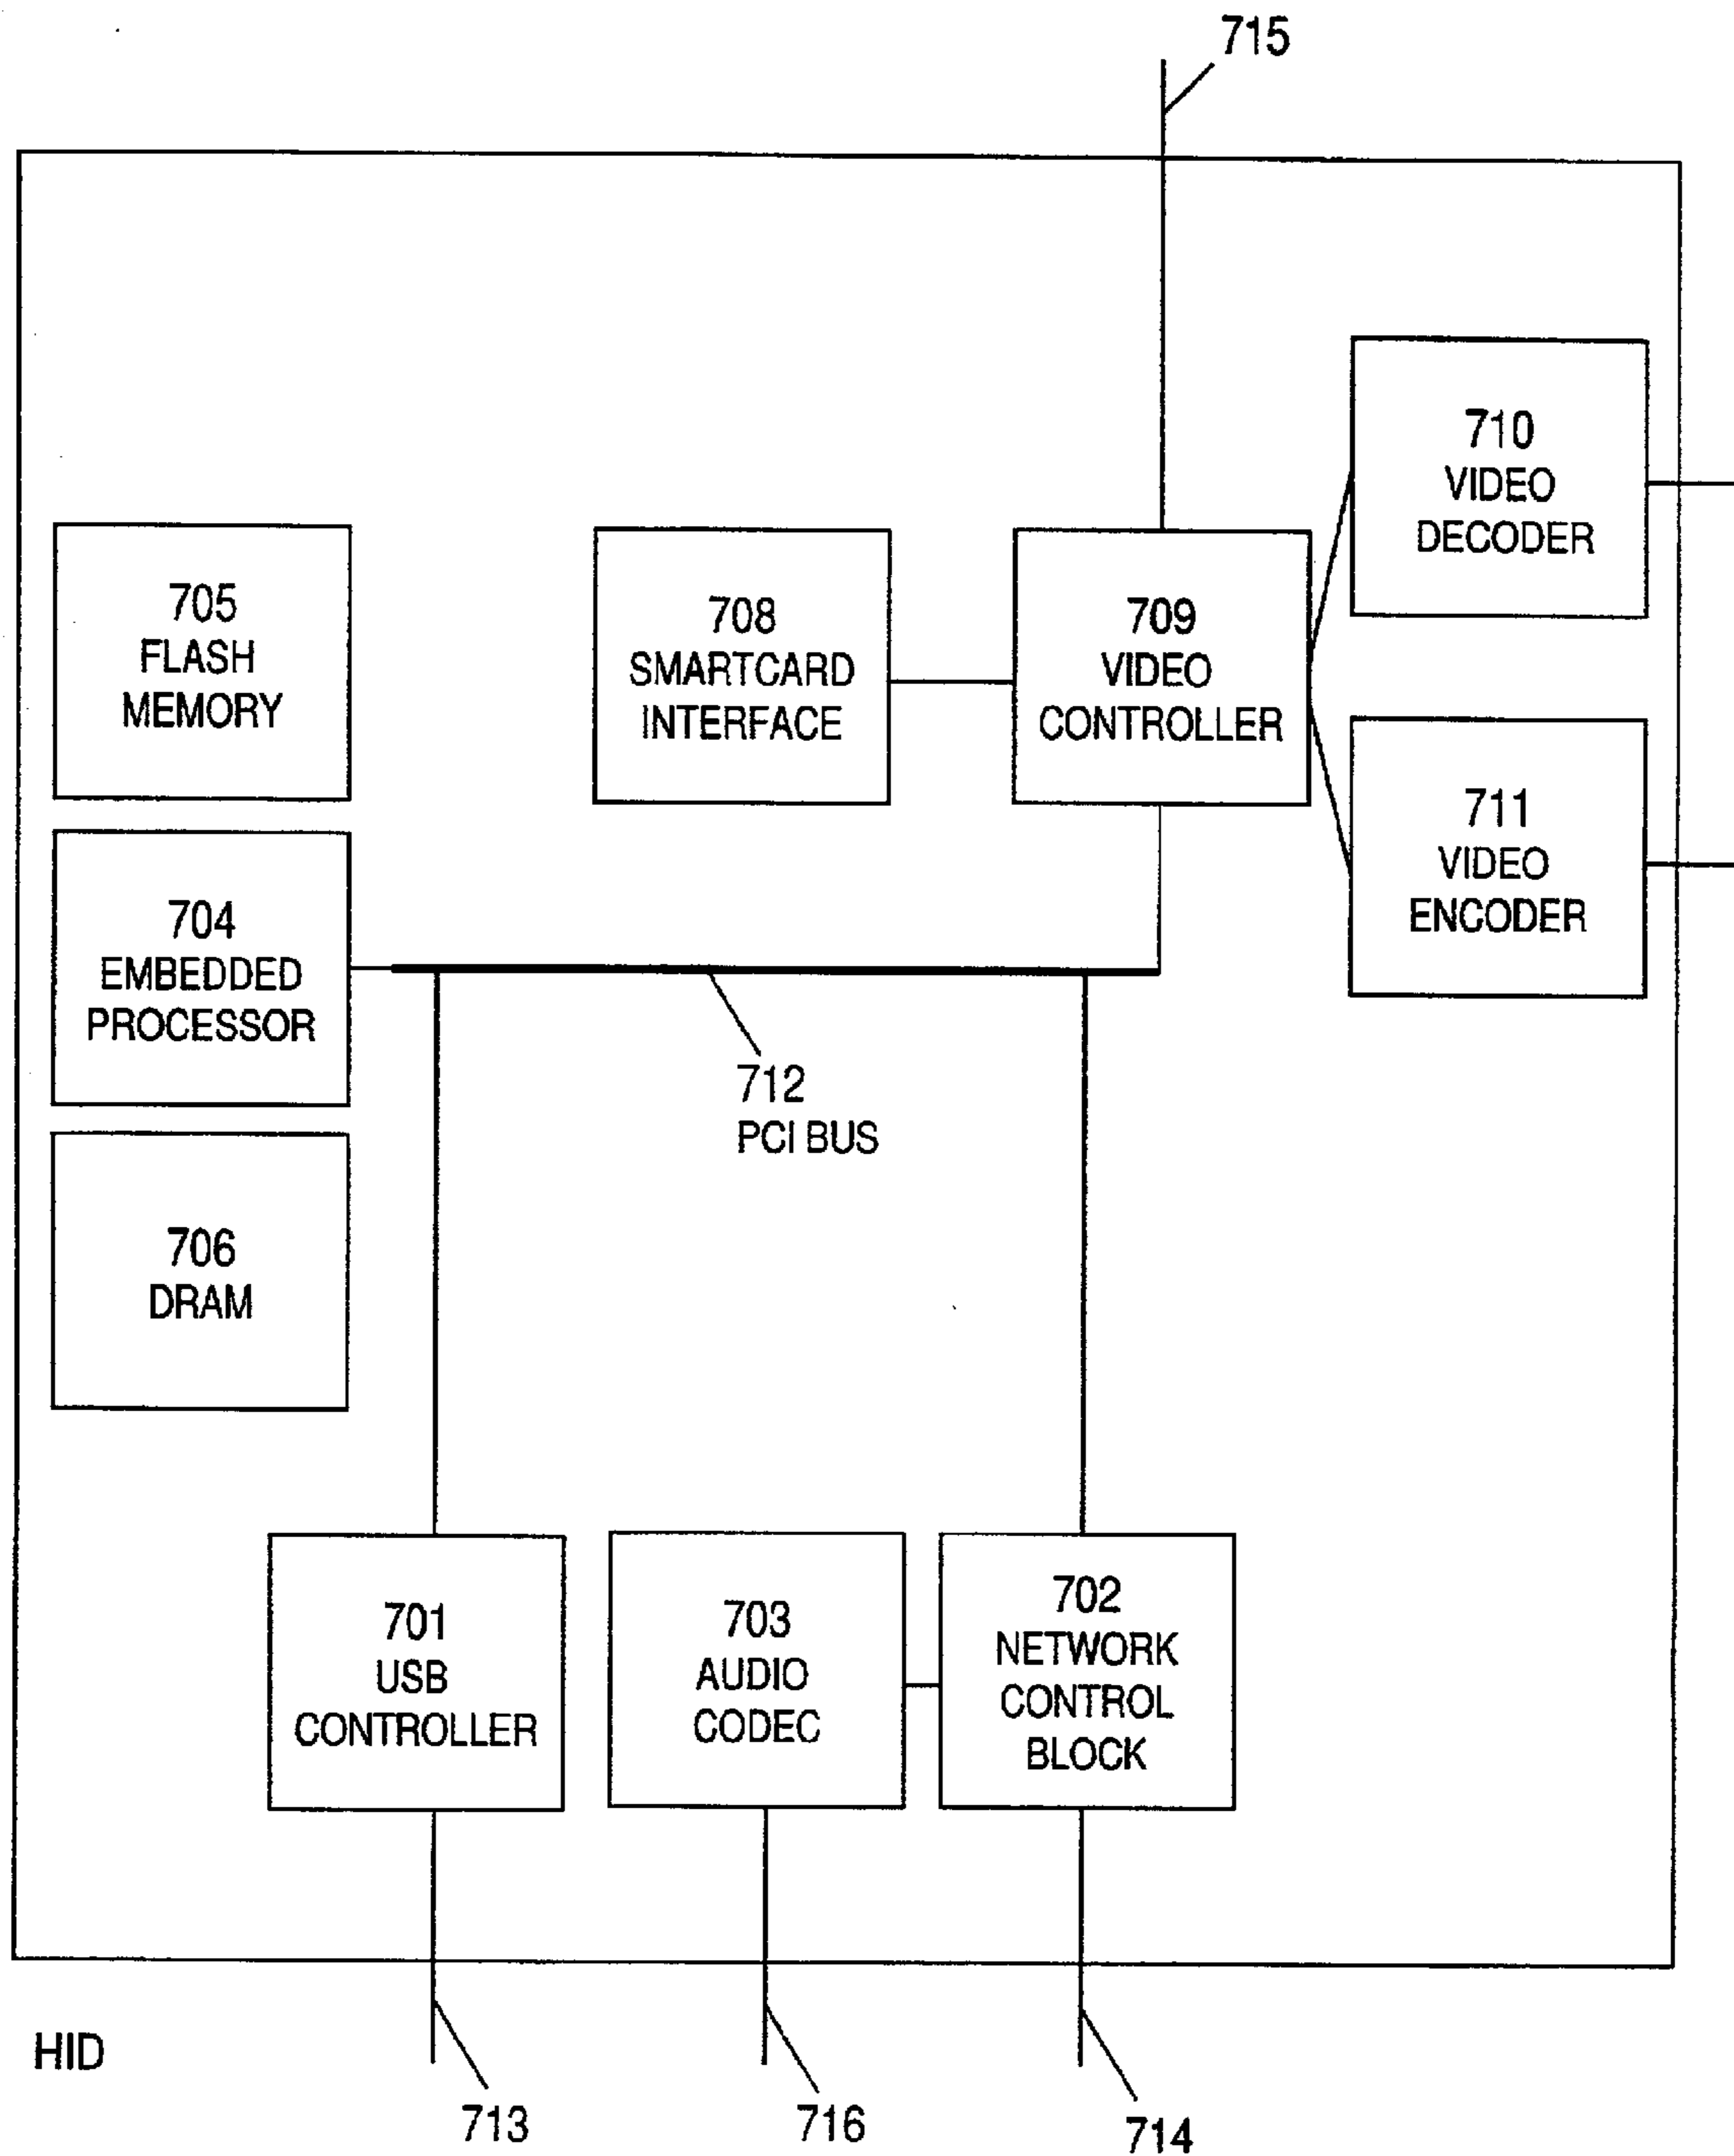 715
710
VIDEO
DECODER
705
FLASH
MEMORY
708
SMARTCARD
INTERFACE
709
VIDEO
CONTROLLER
711
VIDEO
ENCODER
704
EMBEDDED
PROCESSOR
712
PCI BUS
706
DRAM
701
USB
CONTROLLER
703
AUDIO
CODEC
702
NETWORK
CONTROL
BLOCK
HID
713
716
714